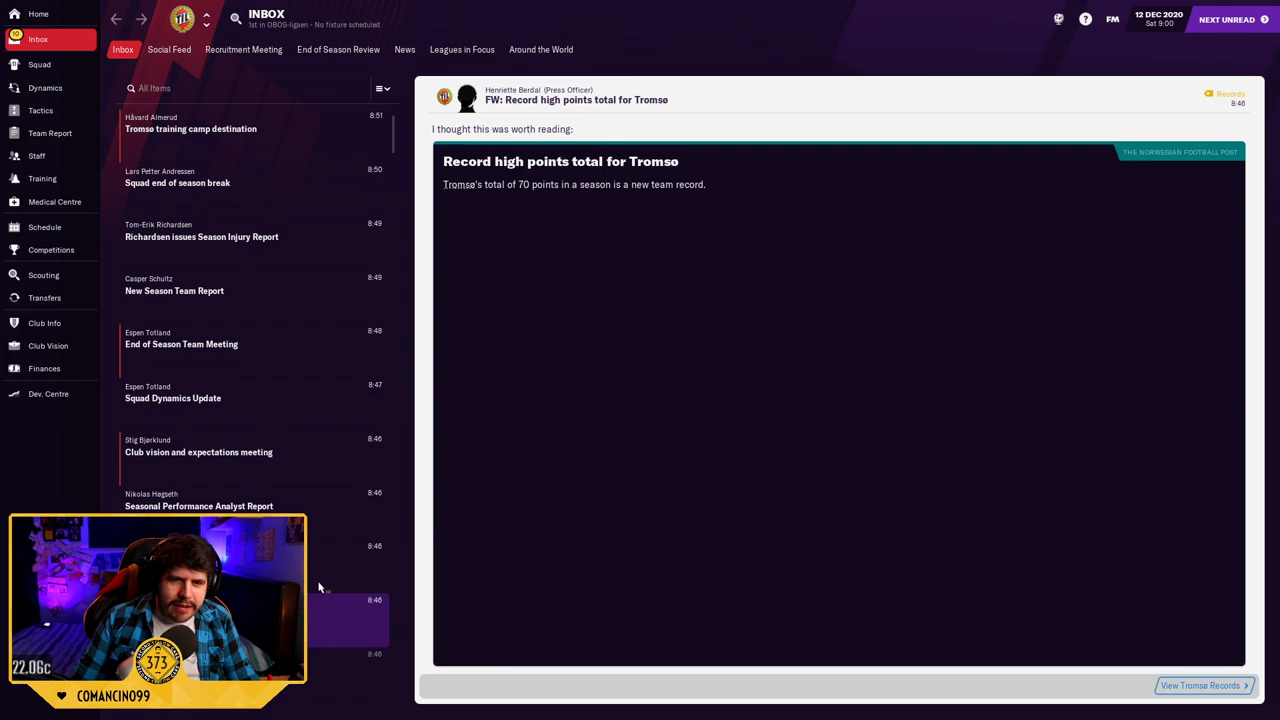 Home
INBOX
1st in OBOS-ligaen - No fixture scheduled.
FM
12 DEC 2020
Sat 9:00
NEXT UNREAD
10
Inbox
Inbox
Social Feed
Recruitment Meeting
End of Season Review
News
Leagues in Focus
Around the World
Squad
Dynamics
Tactics
Team Report
Staff
Training
Medical Centre
Schedule
Competitions
Scouting
Transfers
Club Info
Club Vision
Finances
Dev. Centre
All Items
Håvard Almerud 8:51
Tromsø training camp destination
Lars Petter Andressen 8:50
Squad end of season break
Tom-Erik Richardsen 8:49
Richardsen issues Season Injury Report
Casper Schultz 8:49
New Season Team Report
Espen Totland 8:48
End of Season Team Meeting
Espen Totland 8:47
Squad Dynamics Update
Stig Bjørklund 8:46
Club vision and expectations meeting
Nikolas Høgseth 8:46
Seasonal Performance Analyst Report
8:46
8:46
8:46
Henriette Berdal (Press Officer)
FW: Record high points total for Tromsø
Records
8:46
I thought this was worth reading:
THE NORWEGIAN FOOTBALL POST
Record high points total for Tromsø
Tromsø's total of 70 points in a season is a new team record.
View Tromsø Records
22.06c
373
COMANCINO99